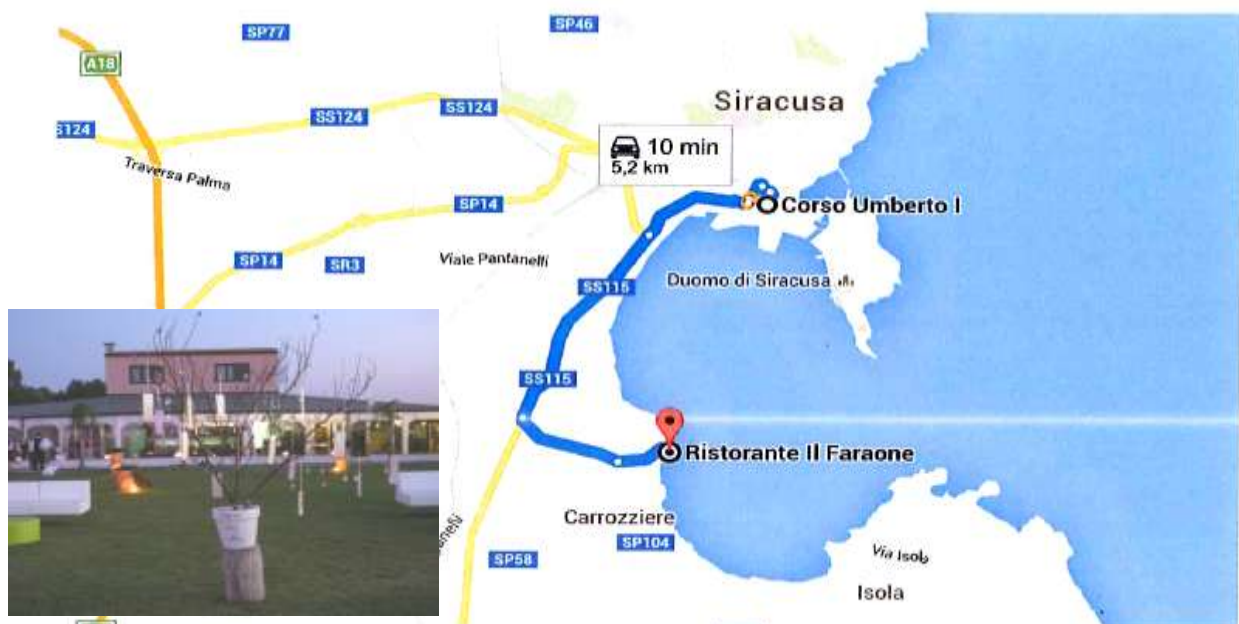 SP77
SP46
A18
Siracusa
SS124
SS124
SS124
10 min
5,2 km
Traversa Palma
SP14
Corso Umberto I
SP14
SR3
Viale Pantanelli
Duomo di Siracusa
SS115
SS115
Ristorante Il Faraone
Carrozziere
SP104
Via Isola
SP58
Isola